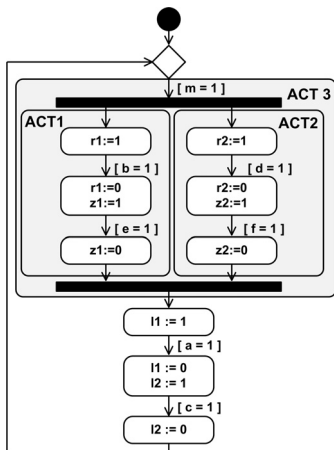 [ m = 1 ]
ACT 3
ACT1
ACT2
r1:=1
r2:=1
[ b = 1 ]
[ d = 1 ]
r1:=0
z1:=1
r2:=0
z2:=1
[ e = 1 ]
[ f = 1 ]
z1:=0
z2:=0
l1 := 1
[ a = 1 ]
l1 := 0
l2 := 1
[ c = 1 ]
l2 := 0